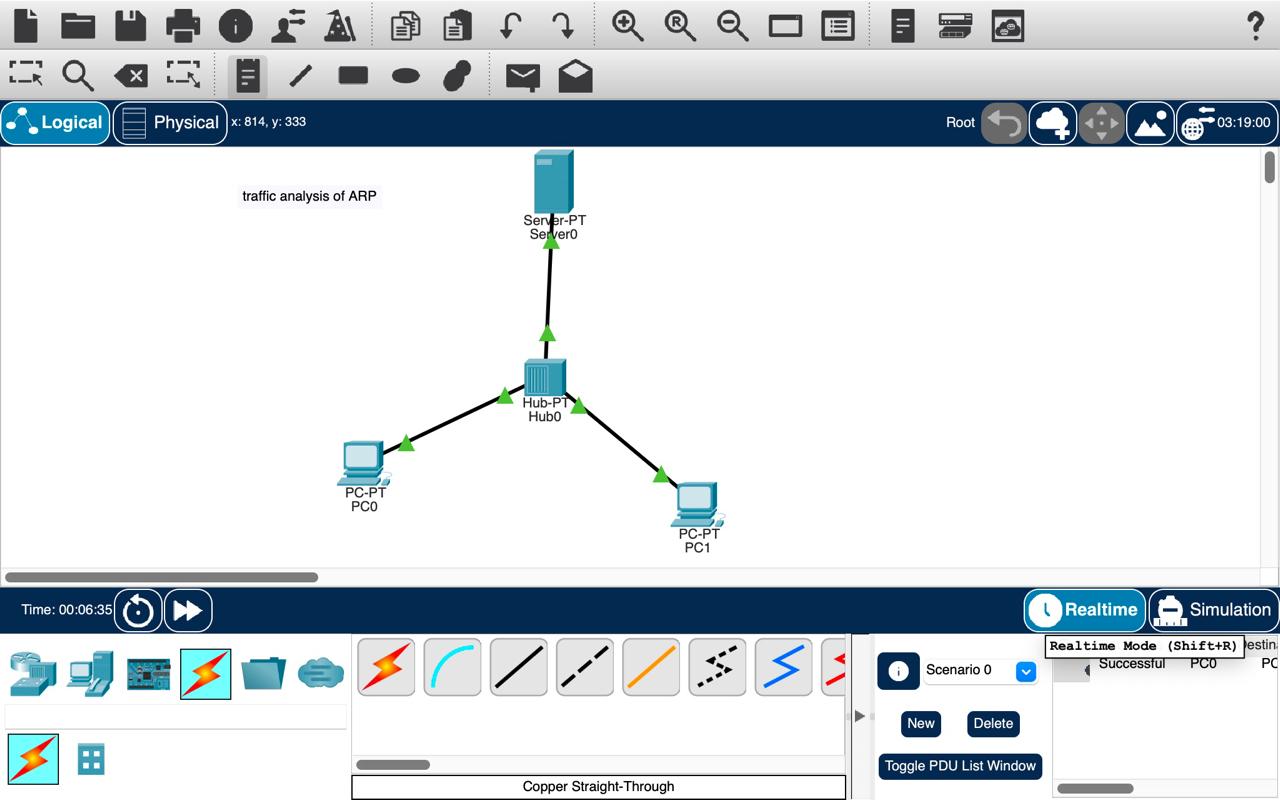 Logical
Physical
x: 814, y: 333
Root
03:19:00
traffic analysis of ARP
Server-PT
Server0
Hub-PT
Hub0
PC-PT
PC0
PC-PT
PC1
Time: 00:06:35
Realtime
Simulation
Realtime Mode (Shift+R)
Scenario 0
Successful
PC0
New
Delete
Toggle PDU List Window
Copper Straight-Through